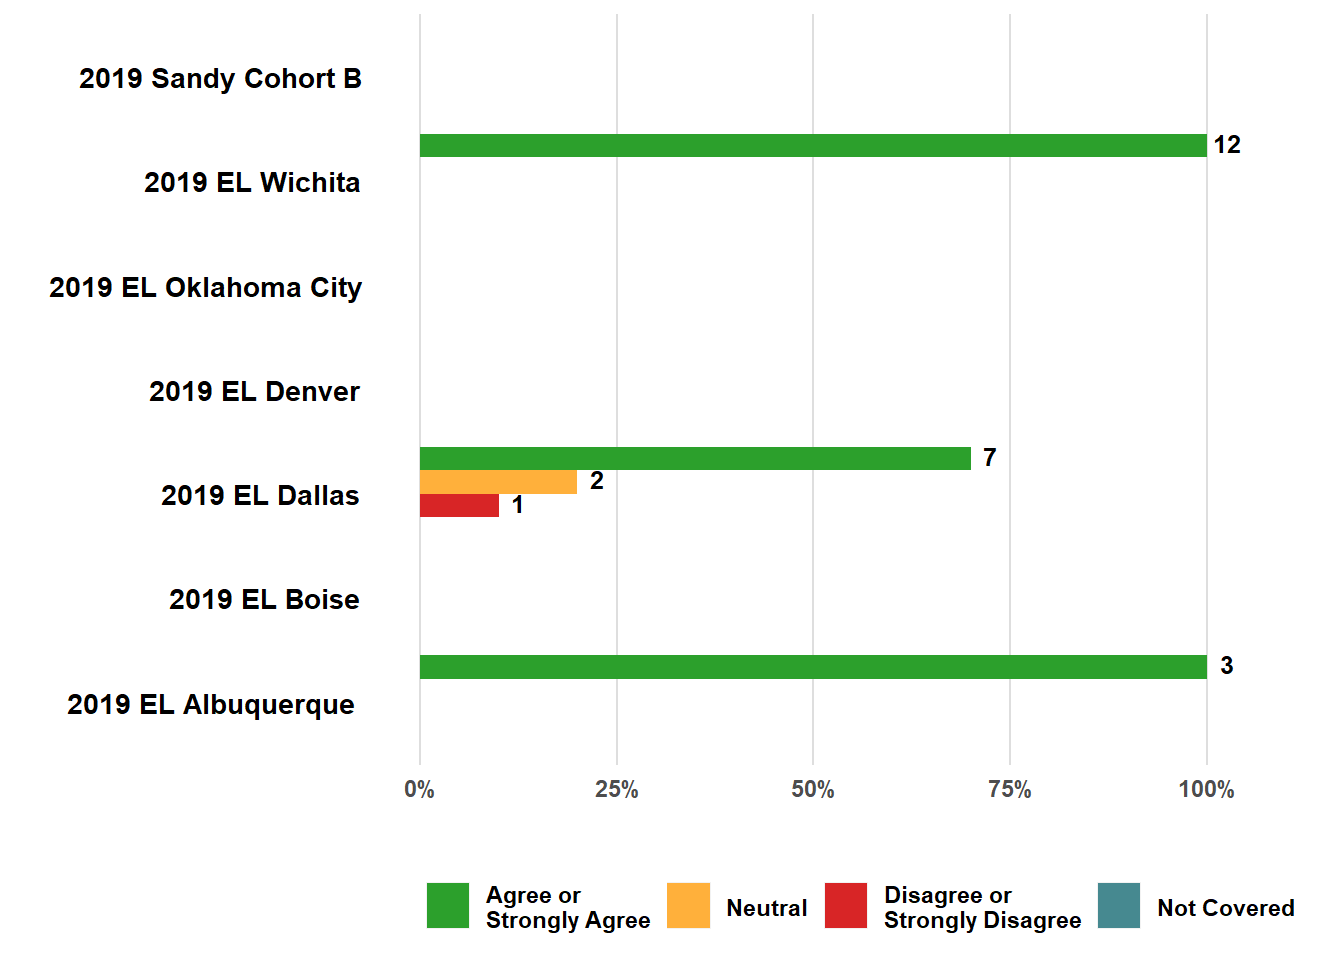 2019 Sandy Cohort B
12
2019 EL Wichita
2019 EL Oklahoma City
2019 EL Denver
7
2
2019 EL Dallas
1
2019 EL Boise
3
2019 EL Albuquerque
0% 25% 50% 75% 100%
Agree or
Strongly Agree
Neutral
Disagree or
Strongly Disagree
Not Covered